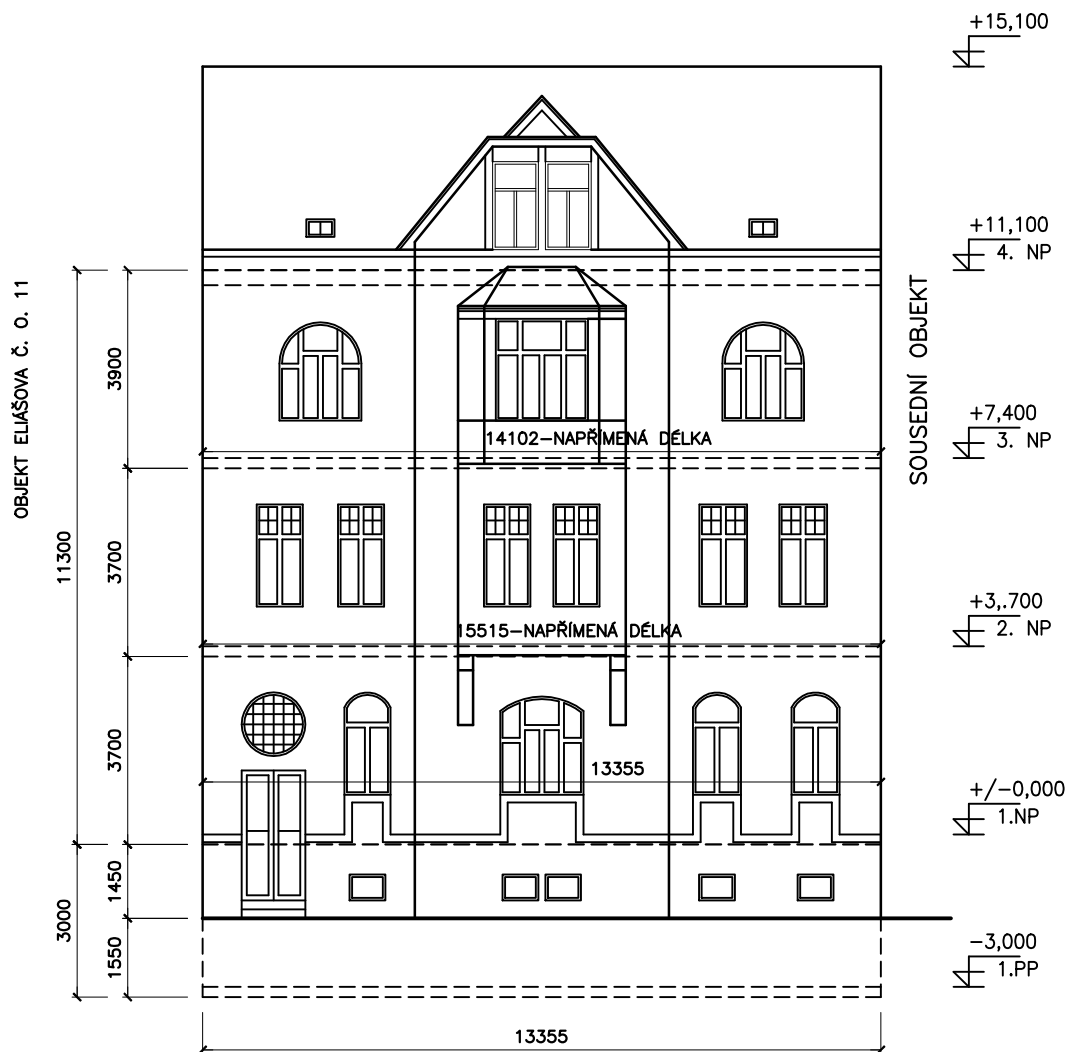 +15,100
+11,100
4. NP
OBJEKT ELIÁŠOVA Č. O. 11
SOUSEDNÍ OBJEKT
3900
+7,400
3. NP
14102-NAPŘÍMENÁ DÉLKA
11300
3700
+3,.700
2. NP
15515-NAPŘÍMENÁ DÉLKA
3700
13355
+/-0,000
1.NP
1450
3000
1550
-3,000
1.PP
13355